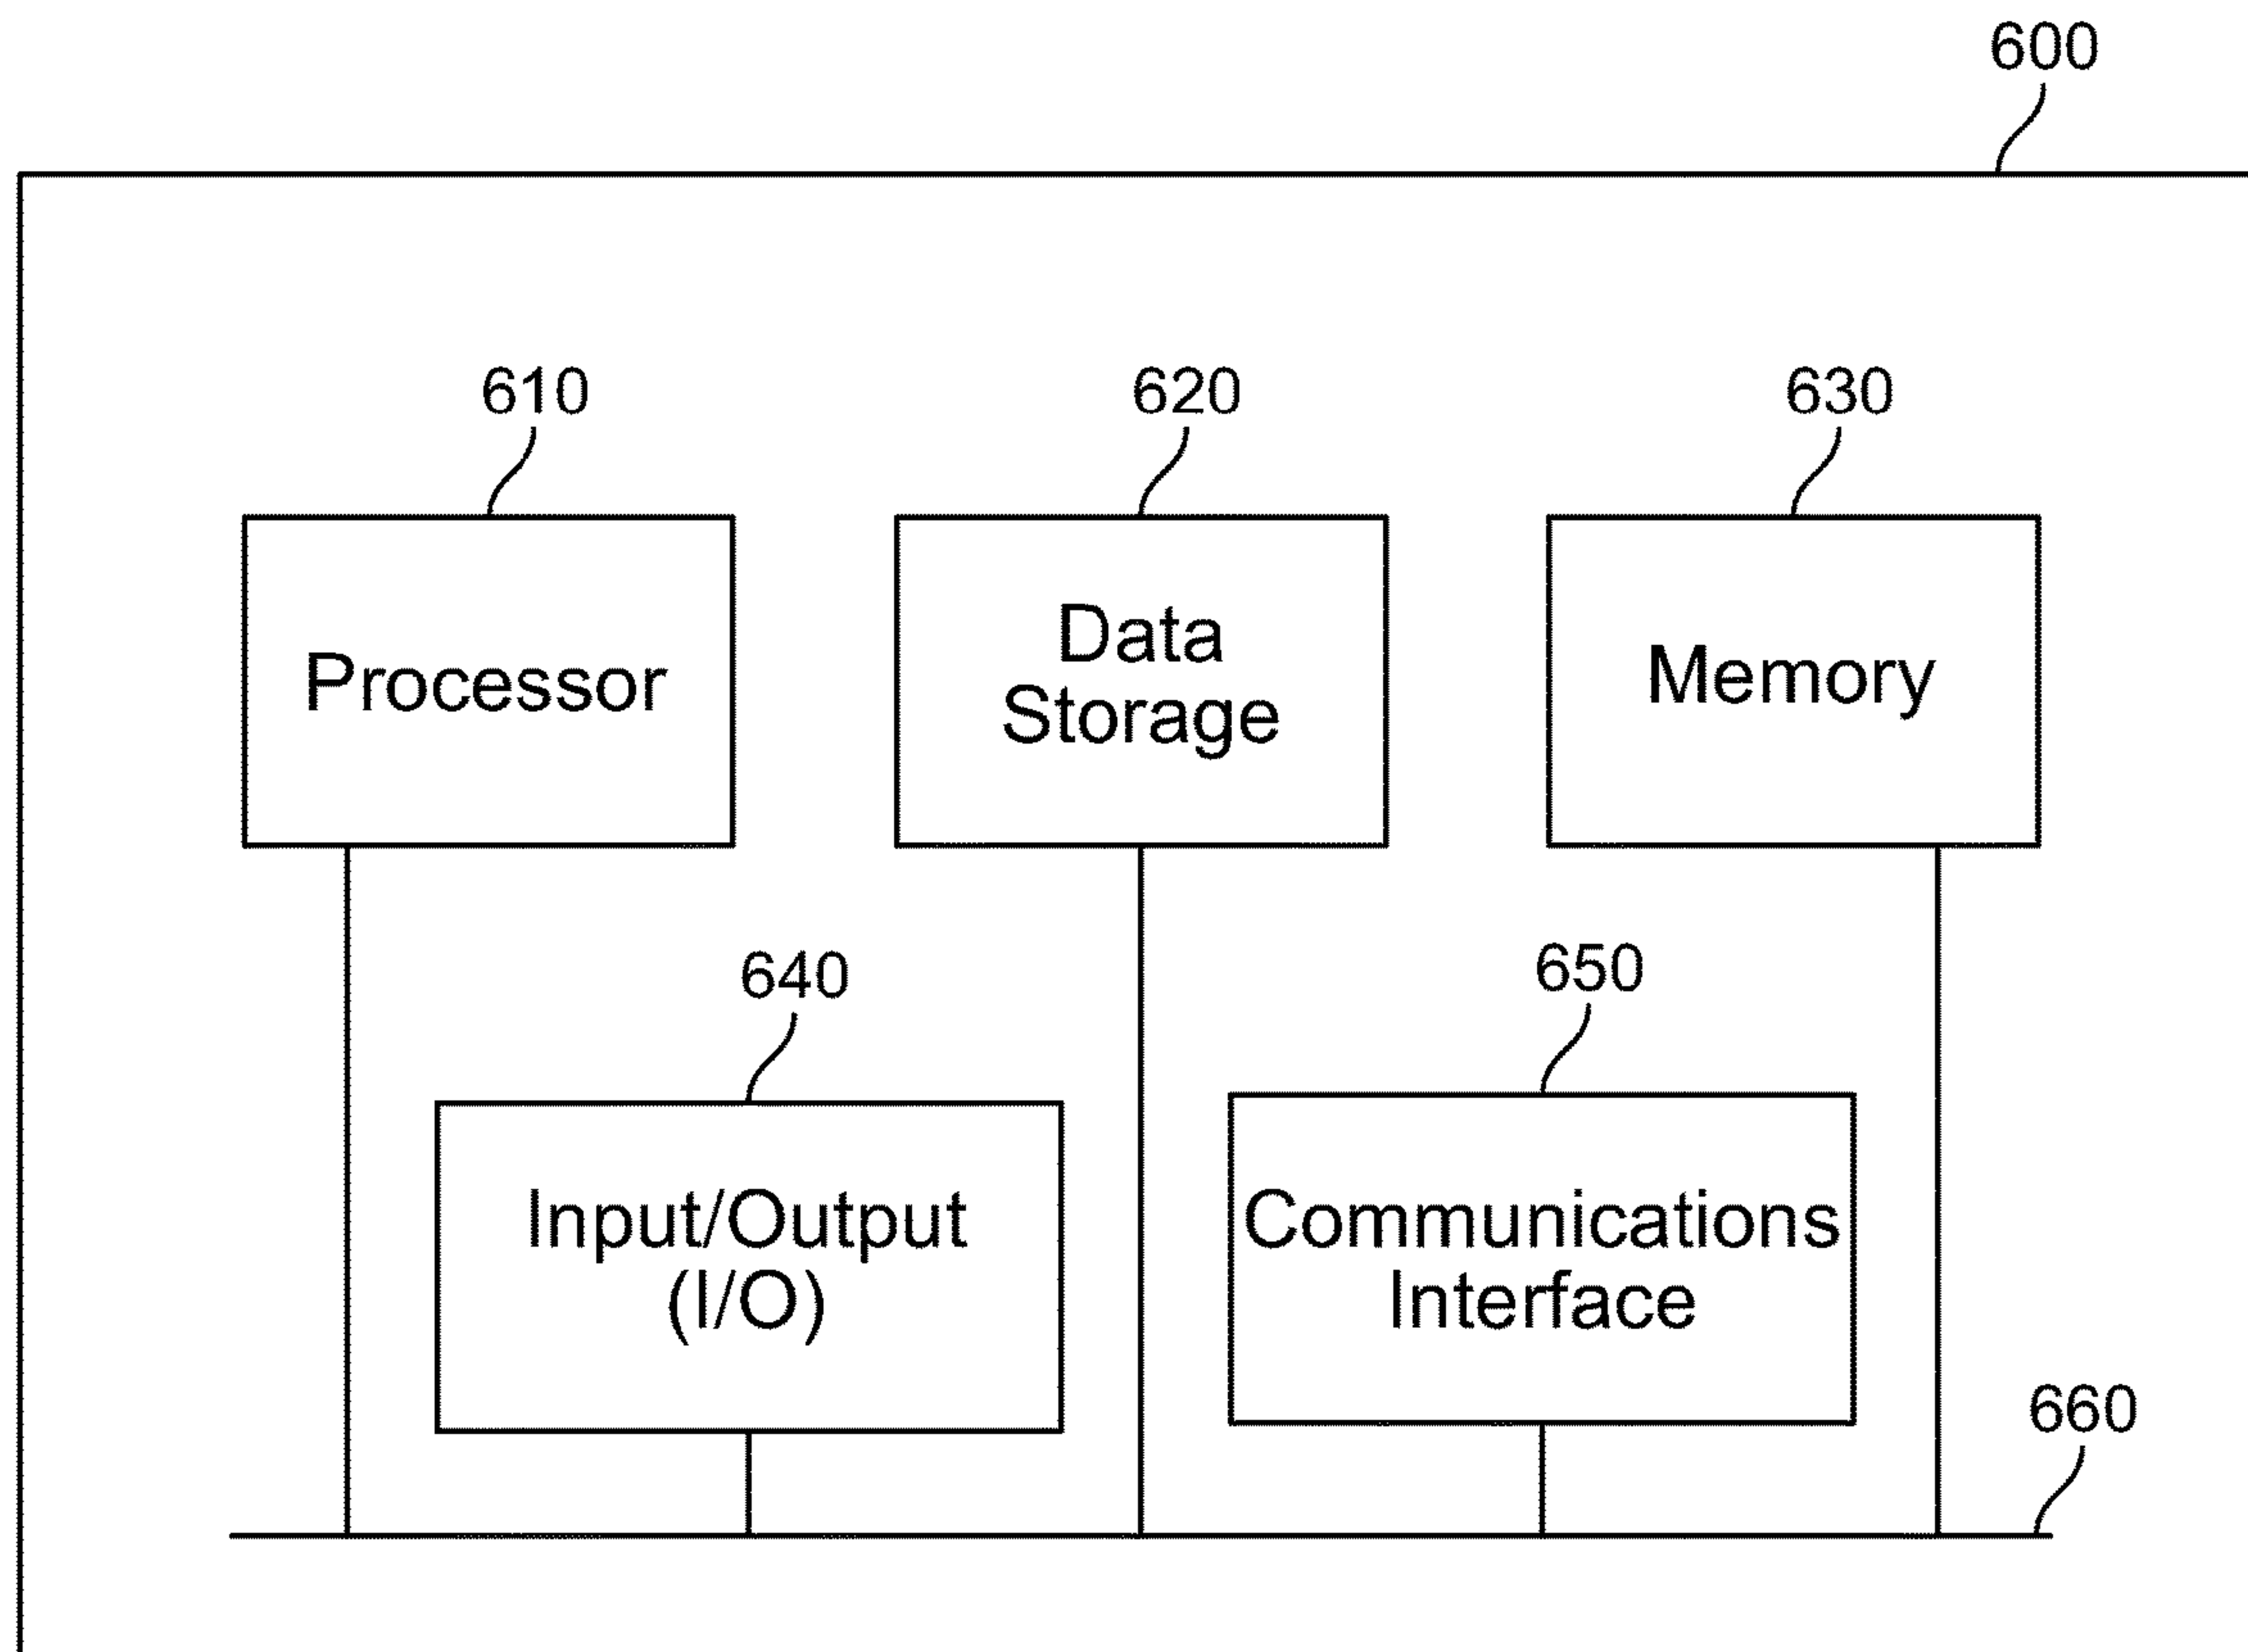 600
610
620
630
Processor
Data
Storage
Memory
640
650
Input/Output
(I/O)
Communications
Interface
660